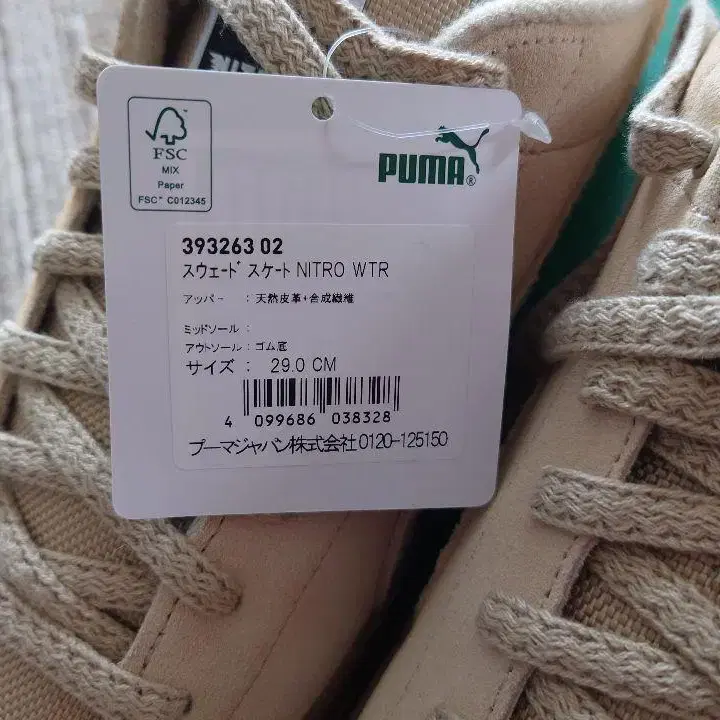 FSC
MIX
Paper
FSC™ C012345
PUMA®
393263 02
スウェード スケート NITRO WTR
アッパー : 天然皮革+合成繊維
ミッドソール :
アウトソール : ゴム底
サイズ : 29.0 CM
4 099686 038328
プーマジャパン株式会社 0120-125150